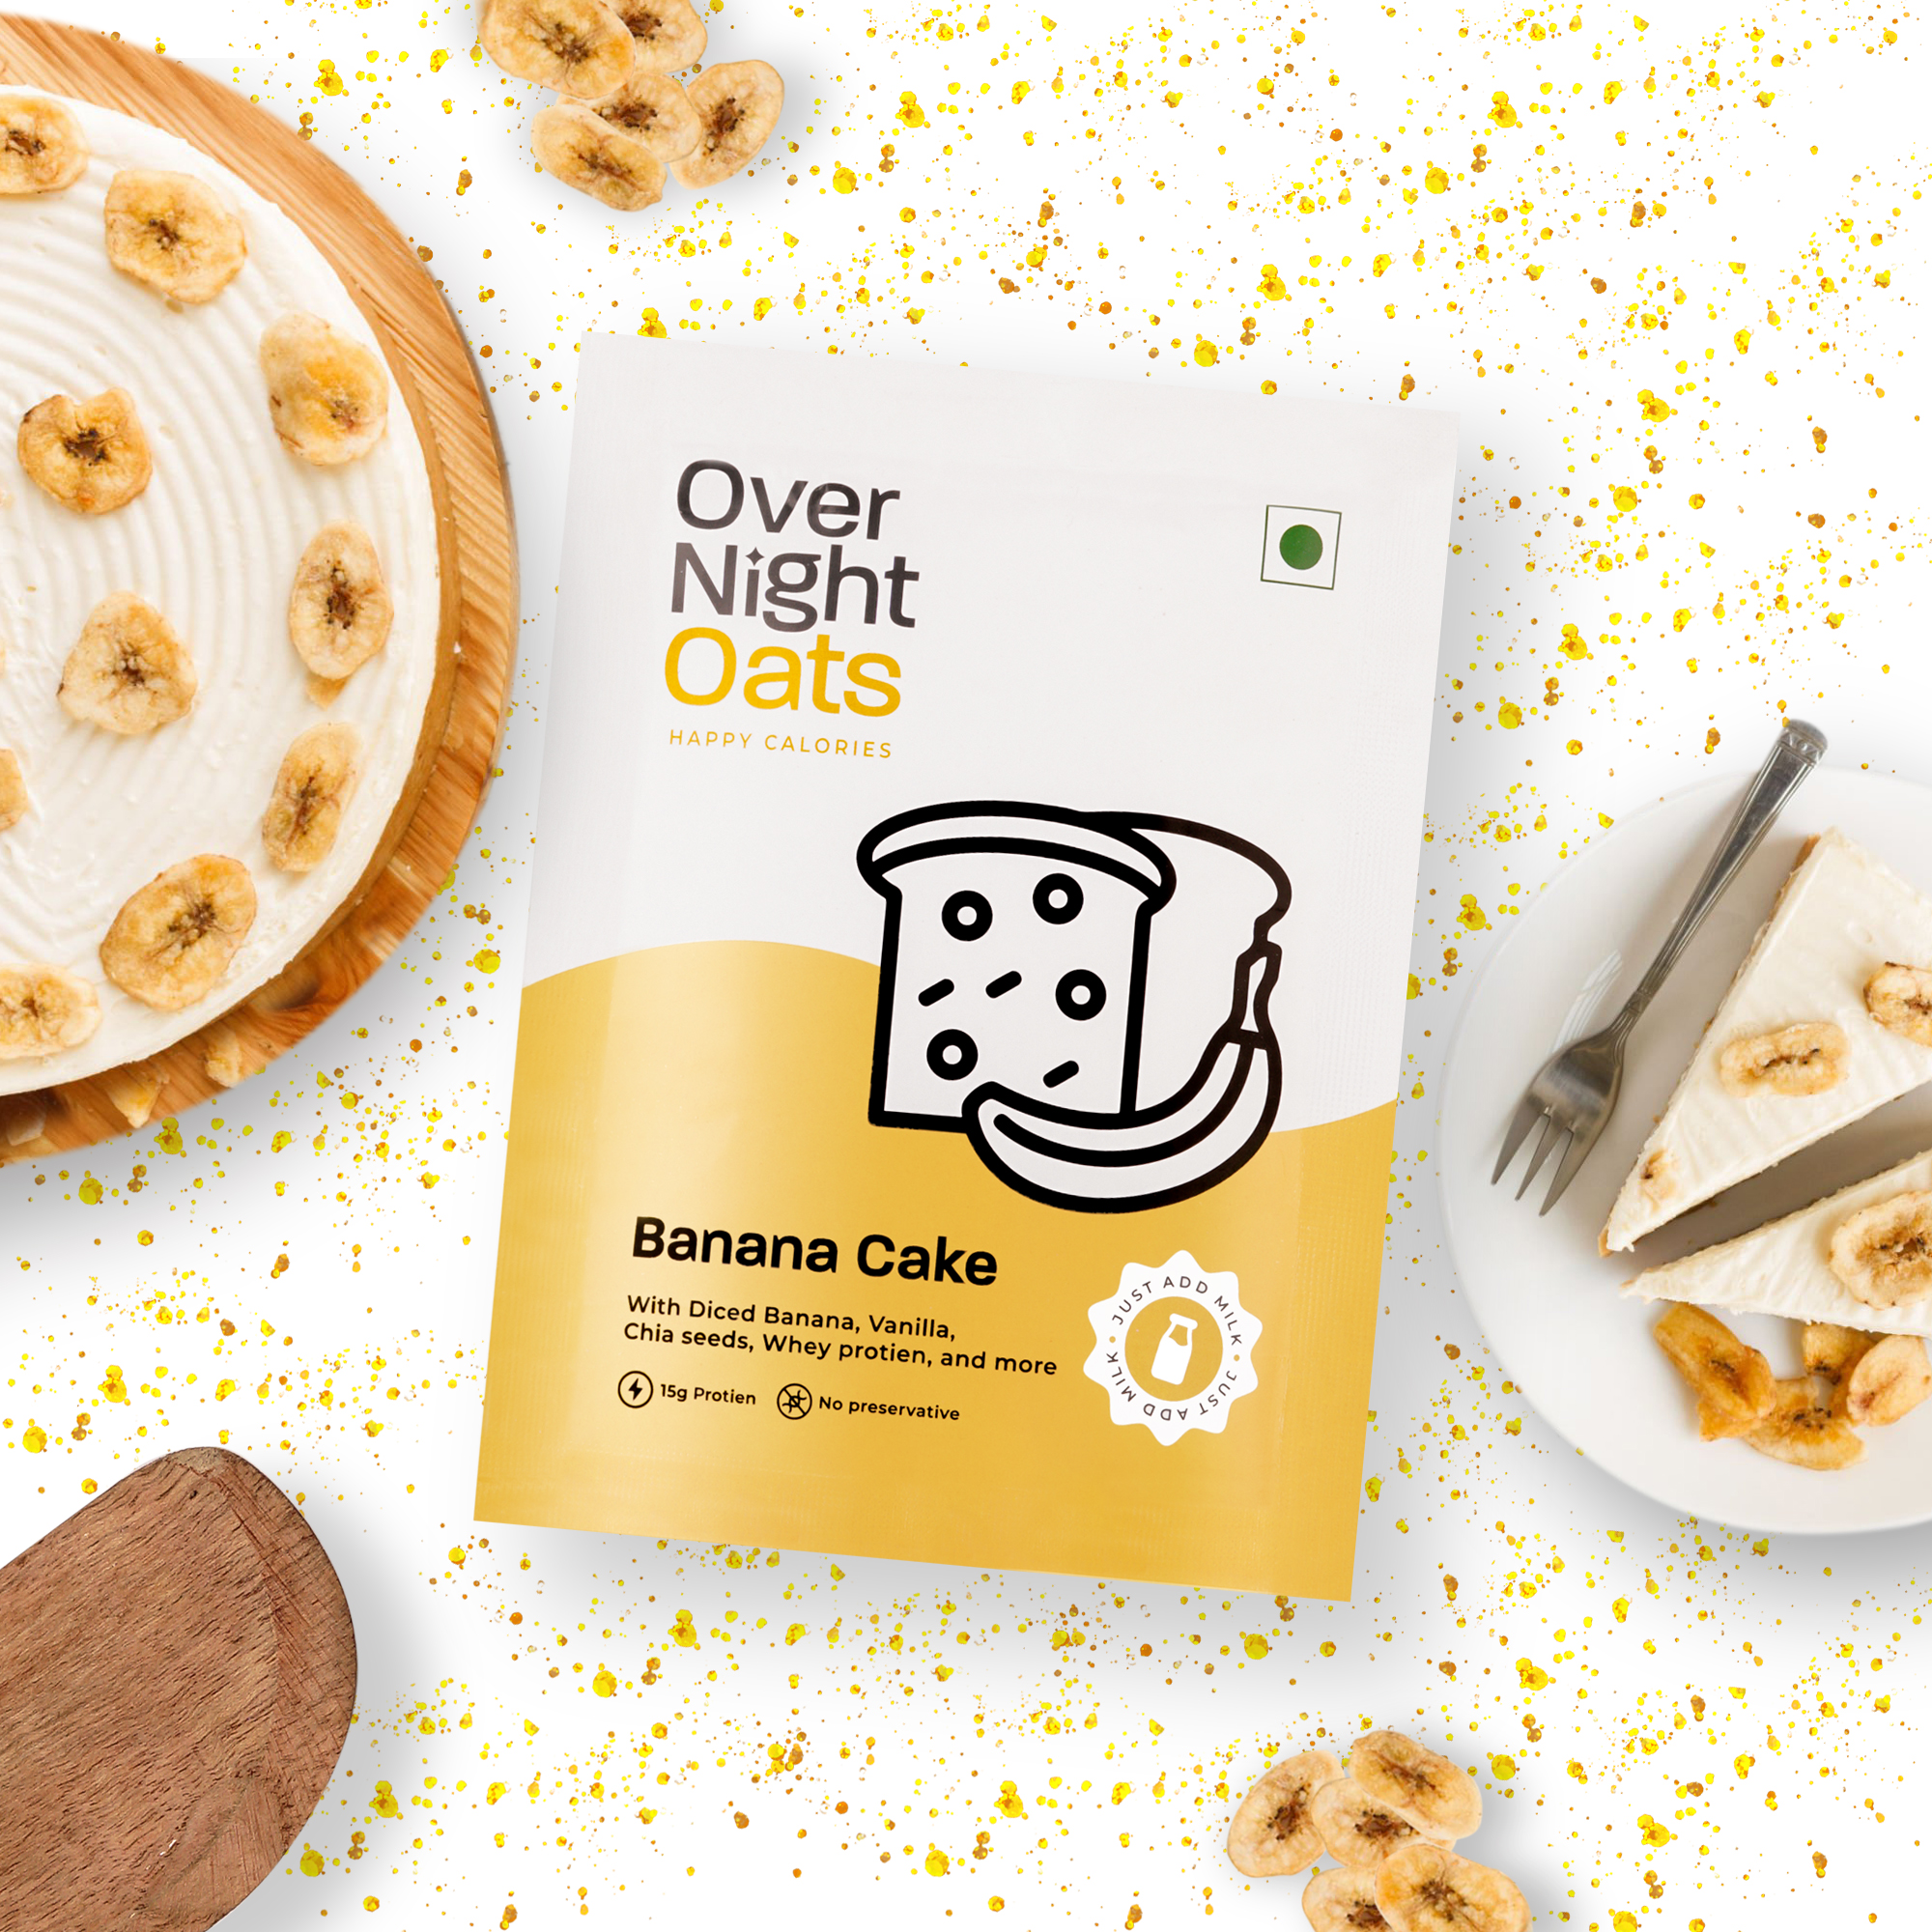 Over
Night
Oats
HAPPY CALORIES
Banana Cake
With Diced Banana, Vanilla,
Chia seeds, Whey protien, and more
15g Protien
No preservative
JUST ADD MILK • JUST ADD MILK •